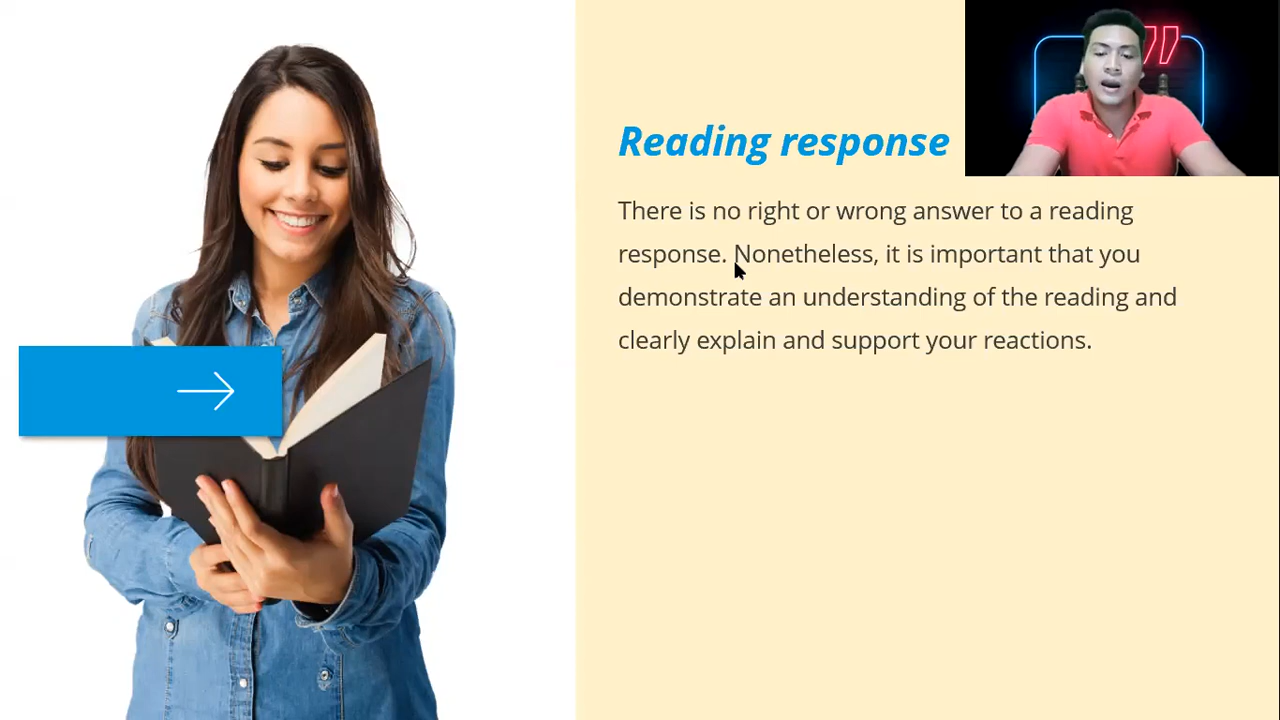 Reading response
There is no right or wrong answer to a reading
response. Nonetheless, it is important that you
demonstrate an understanding of the reading and
clearly explain and support your reactions.